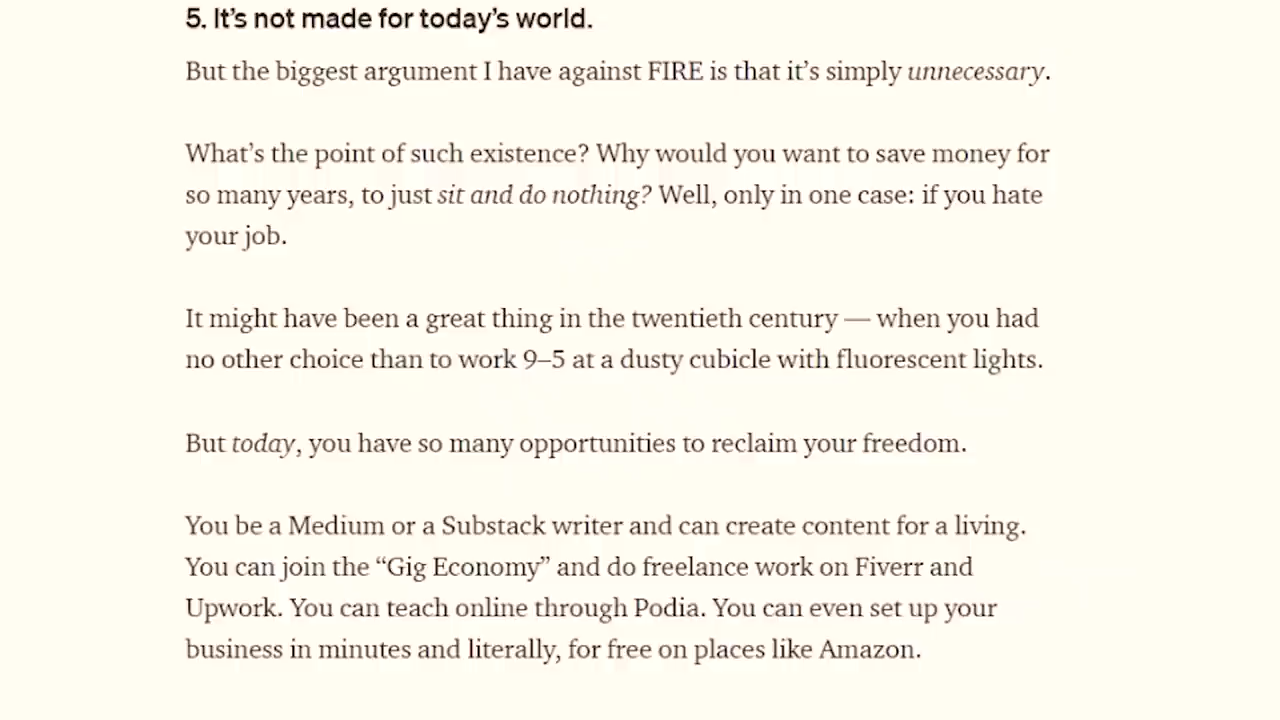 5. It’s not made for today’s world.
But the biggest argument I have against FIRE is that it’s simply unnecessary.
What’s the point of such existence? Why would you want to save money for
so many years, to just sit and do nothing? Well, only in one case: if you hate
your job.
It might have been a great thing in the twentieth century — when you had
no other choice than to work 9–5 at a dusty cubicle with fluorescent lights.
But today, you have so many opportunities to reclaim your freedom.
You be a Medium or a Substack writer and can create content for a living.
You can join the “Gig Economy” and do freelance work on Fiverr and
Upwork. You can teach online through Podia. You can even set up your
business in minutes and literally, for free on places like Amazon.